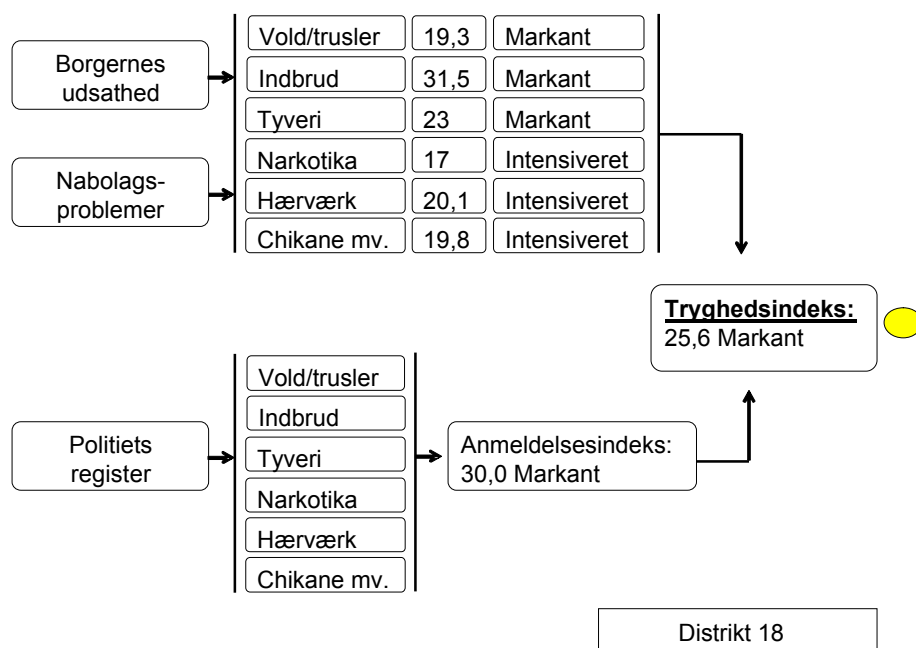 Borgernes
udsathed
Nabolags-
problemer
Vold/trusler 19,3 Markant
Indbrud 31,5 Markant
Tyveri 23 Markant
Narkotika 17 Intensiveret
Hærværk 20,1 Intensiveret
Chikane mv. 19,8 Intensiveret
Tryghedsindeks:
25,6 Markant
Politiets
register
Vold/trusler
Indbrud
Tyveri
Narkotika
Hærværk
Chikane mv.
Anmeldelsesindeks:
30,0 Markant
Distrikt 18